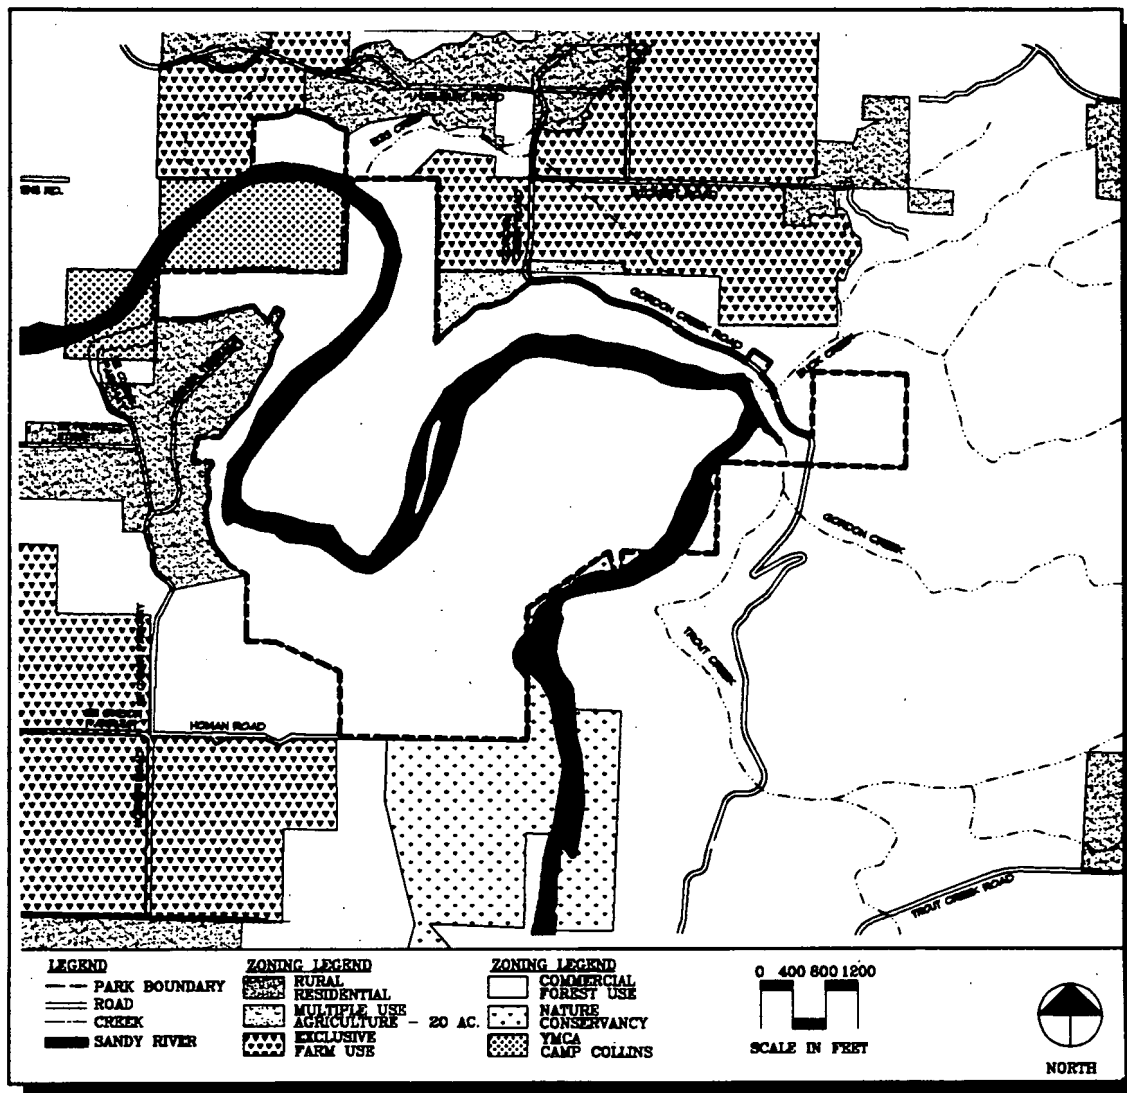 GORDON CREEK ROAD
BUCK CREEK
GORDON CREEK
TROUT CREEK
HOMAN ROAD
TROUT CREEK ROAD
LEGEND
PARK BOUNDARY
ROAD
CREEK
SANDY RIVER
ZONING LEGEND
RURAL
RESIDENTIAL
MULTIPLE USE
AGRICULTURE - 20 AC.
EXCLUSIVE
FARM USE
ZONING LEGEND
COMMERCIAL
FOREST USE
NATURE
CONSERVANCY
YMCA
CAMP COLLINS
0 400 800 1200
SCALE IN FEET
NORTH